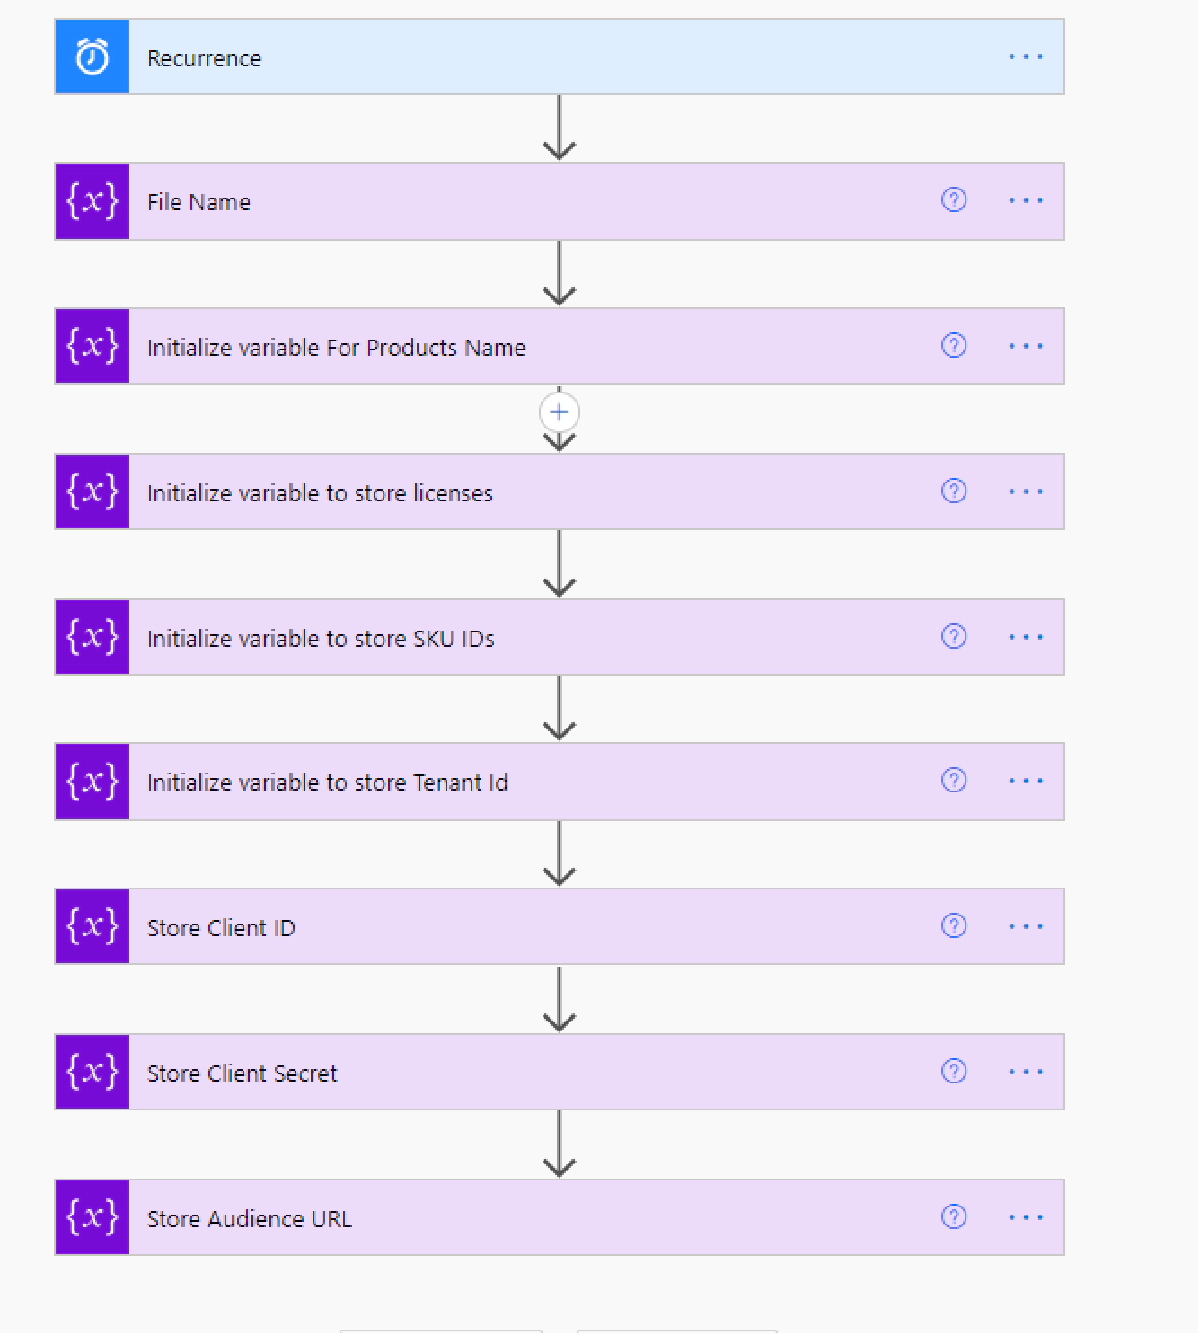 Recurrence
{x} File Name
{x} Initialize variable For Products Name
{x} Initialize variable to store licenses
{x} Initialize variable to store SKU IDs
{x} Initialize variable to store Tenant Id
{x} Store Client ID
{x} Store Client Secret
{x} Store Audience URL